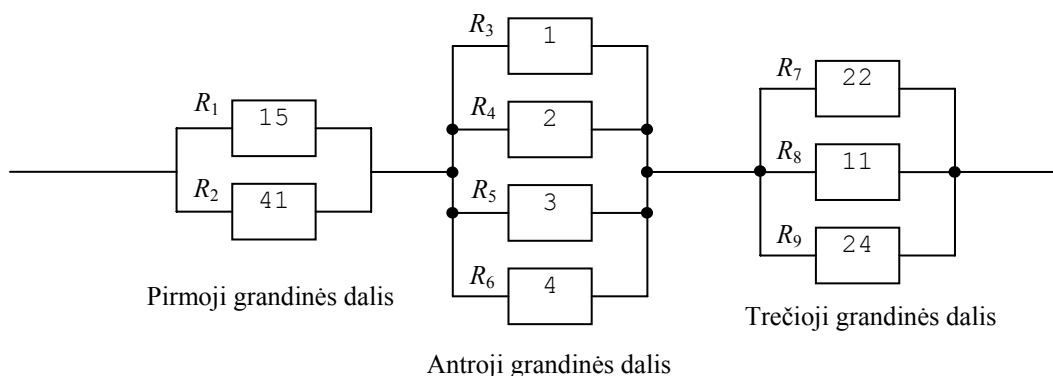 R1 15
R2 41
Pirmoji grandinės dalis
R3 1
R4 2
R5 3
R6 4
Antroji grandinės dalis
R7 22
R8 11
R9 24
Trečioji grandinės dalis